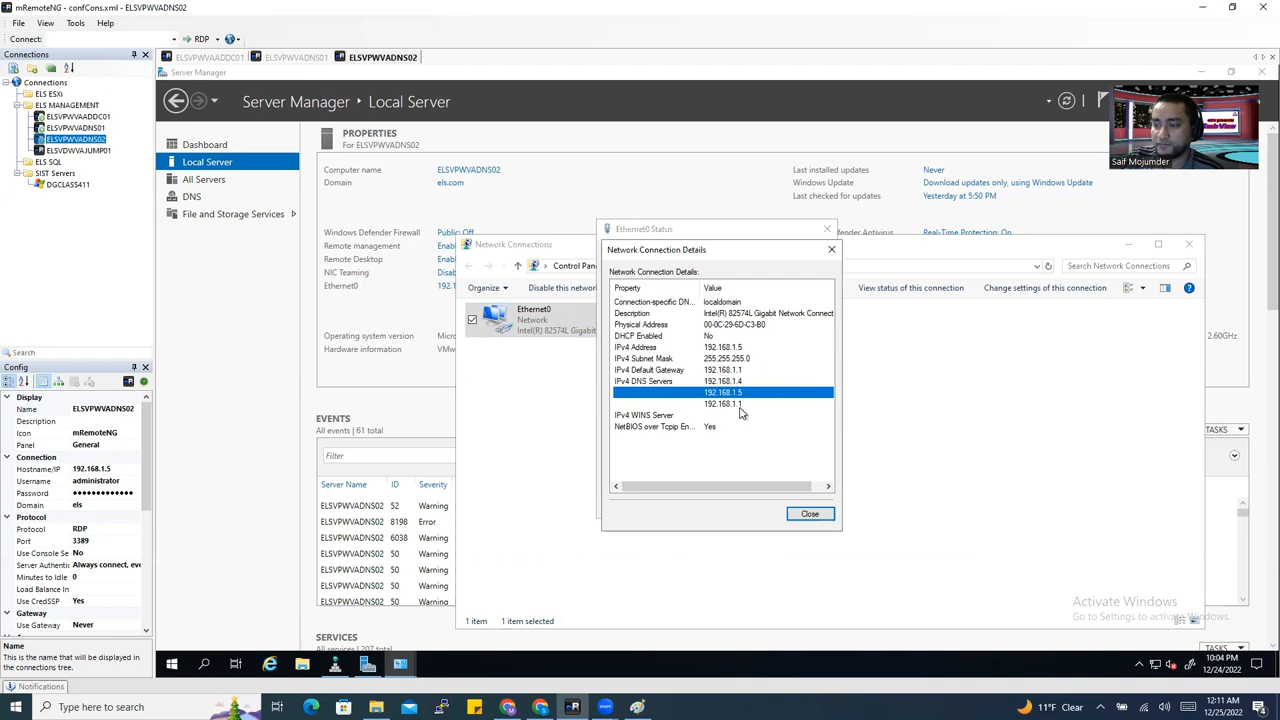 mRemoteNG - confCons.xml - ELSVPWVADNS02
File View Tools Help
Connect: RDP
Connections
ELSVPWVAADDC01 ELSVPWVADNS01 ELSVPWVADNS02
Server Manager
Connections
ELS ESXi
ELS MANAGEMENT
ELSVPWVAADDC01
ELSVPWVADNS01
ELSVPWVADNS02
ELSVDWVAJUMP01
ELS SQL
SIST Servers
DGCLASS411
Server Manager Local Server
Saif Mojumder
Dashboard
Local Server
All Servers
DNS
File and Storage Services
PROPERTIES
For ELSVPWVADNS02
Computer name ELSVPWVADNS02
Domain els.com
Last installed updates Never
Windows Update Download updates only, using Windows Update
Last checked for updates Yesterday at 5:50 PM
Windows Defender Firewall Public: Off
Remote management Enab
Remote Desktop Enab
NIC Teaming Disab
Ethernet0 192.1
Operating system version Micros
Hardware information VMw
Real-Time Protection: On
2.60GHz
Network Connections
Control Pane
Search Network Connections
Organize Disable this network View status of this connection Change settings of this connection
Ethernet0
Network
Intel(R) 82574L Gigabit
1 item 1 item selected
Ethernet0 Status
Network Connection Details
Network Connection Details:
Property Value
Connection-specific DN... localdomain
Description Intel(R) 82574L Gigabit Network Connect
Physical Address 00-0C-29-6D-C3-B0
DHCP Enabled No
IPv4 Address 192.168.1.5
IPv4 Subnet Mask 255.255.255.0
IPv4 Default Gateway 192.168.1.1
IPv4 DNS Servers 192.168.1.4
192.168.1.5
192.168.1.1
IPv4 WINS Server
NetBIOS over Tcpip En... Yes
Close
EVENTS
All events | 61 total
TASKS
Filter
Server Name ID Severity
ELSVPWVADNS02 52 Warning
ELSVPWVADNS02 8198 Error
ELSVPWVADNS02 6038 Warning
ELSVPWVADNS02 50 Warning
ELSVPWVADNS02 50 Warning
ELSVPWVADNS02 50 Warning
ELSVPWVADNS02 50 Warning
SERVICES
All services | 207 total
TASKS
Activate Windows
Go to Settings to activate Windows.
Search
Config
Display
Name ELSVPWVADNS02
Description
Icon mRemoteNG
Panel General
Connection
Hostname/IP 192.168.1.5
Username administrator
Password ●●●●●●●●●●●●
Domain els
Protocol
Protocol RDP
Port 3389
Use Console Se No
Server Authentic Always connect, eve
Minutes to Idle 0
Load Balance In
Use CredSSP Yes
Gateway
Use Gateway Never
Name
This is the name that will be displayed in the connections tree.
Notifications
10:04 PM
12/24/2022
Type here to search
11°F Clear
12:11 AM
12/25/2022